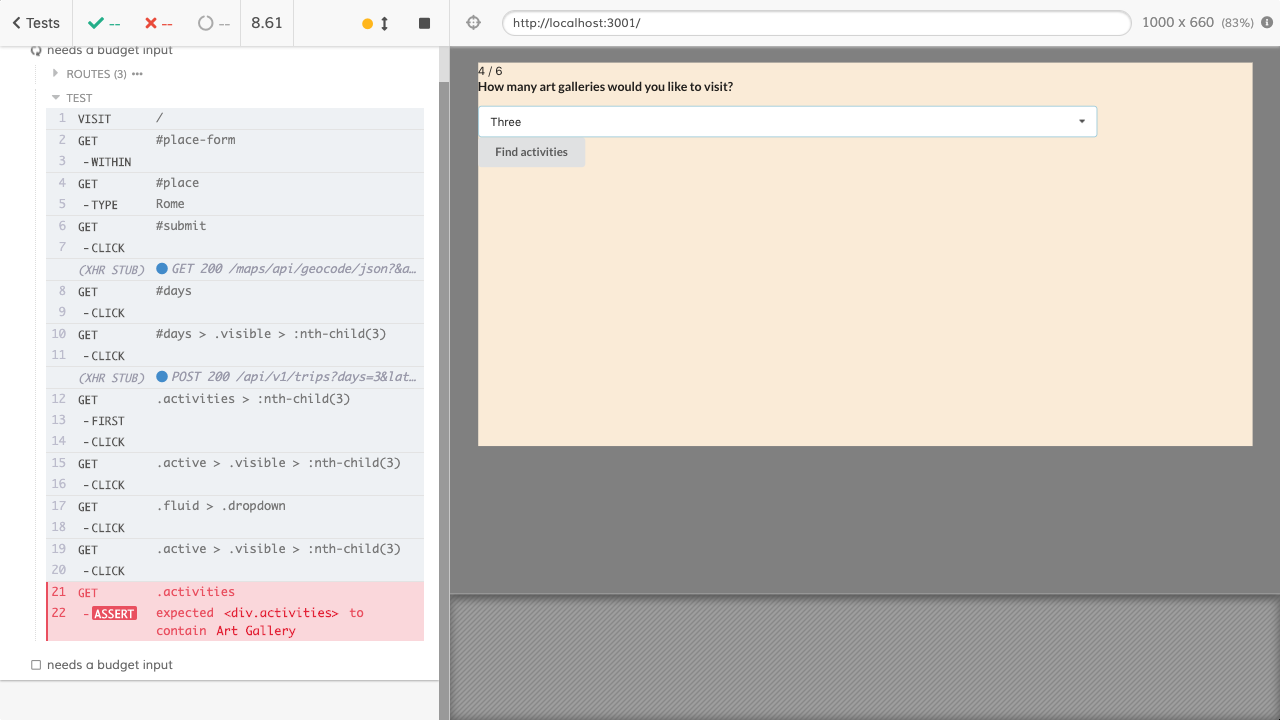 Tests -- -- -- 8.61 http://localhost:3001/ 1000 x 660 (83%)
needs a budget input
ROUTES (3)
TEST
1 VISIT /
2 GET #place-form
3 -WITHIN
4 GET #place
5 -TYPE Rome
6 GET #submit
7 -CLICK
(XHR STUB) GET 200 /maps/api/geocode/json?&a…
8 GET #days
9 -CLICK
10 GET #days > .visible > :nth-child(3)
11 -CLICK
(XHR STUB) POST 200 /api/v1/trips?days=3&lat…
12 GET .activities > :nth-child(3)
13 -FIRST
14 -CLICK
15 GET .active > .visible > :nth-child(3)
16 -CLICK
17 GET .fluid > .dropdown
18 -CLICK
19 GET .active > .visible > :nth-child(3)
20 -CLICK
21 GET .activities
22 -ASSERT expected <div.activities> to
contain Art Gallery
needs a budget input
4 / 6
How many art galleries would you like to visit?
Three
Find activities